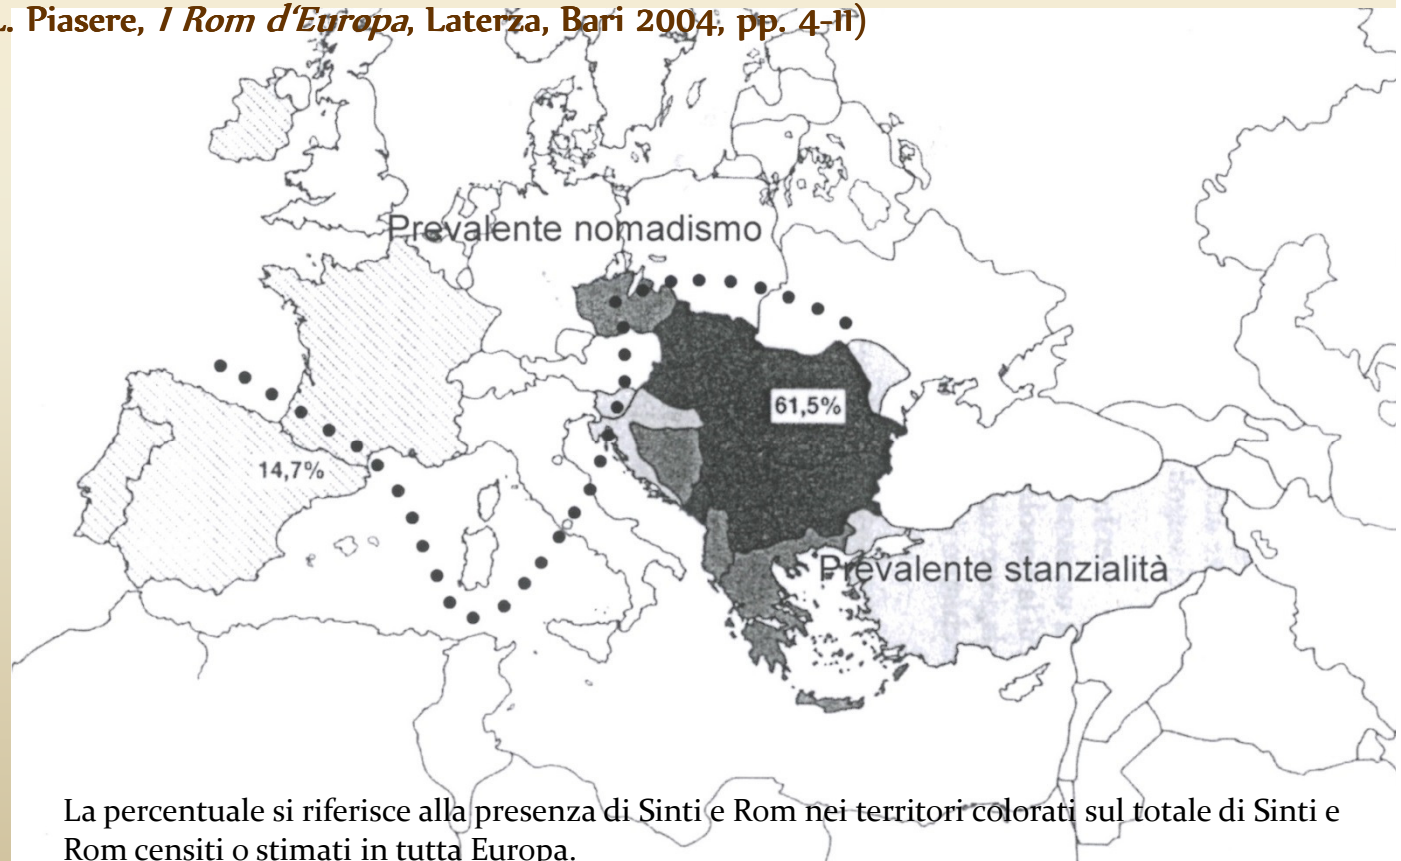 L. Piasere, I Rom d'Europa, Laterza, Bari 2004, pp. 4-11)
Prevalente nomadismo
61,5%
14,7%
Prevalente stanzialità
La percentuale si riferisce alla presenza di Sinti e Rom nei territori colorati sul totale di Sinti e
Rom censiti o stimati in tutta Europa.